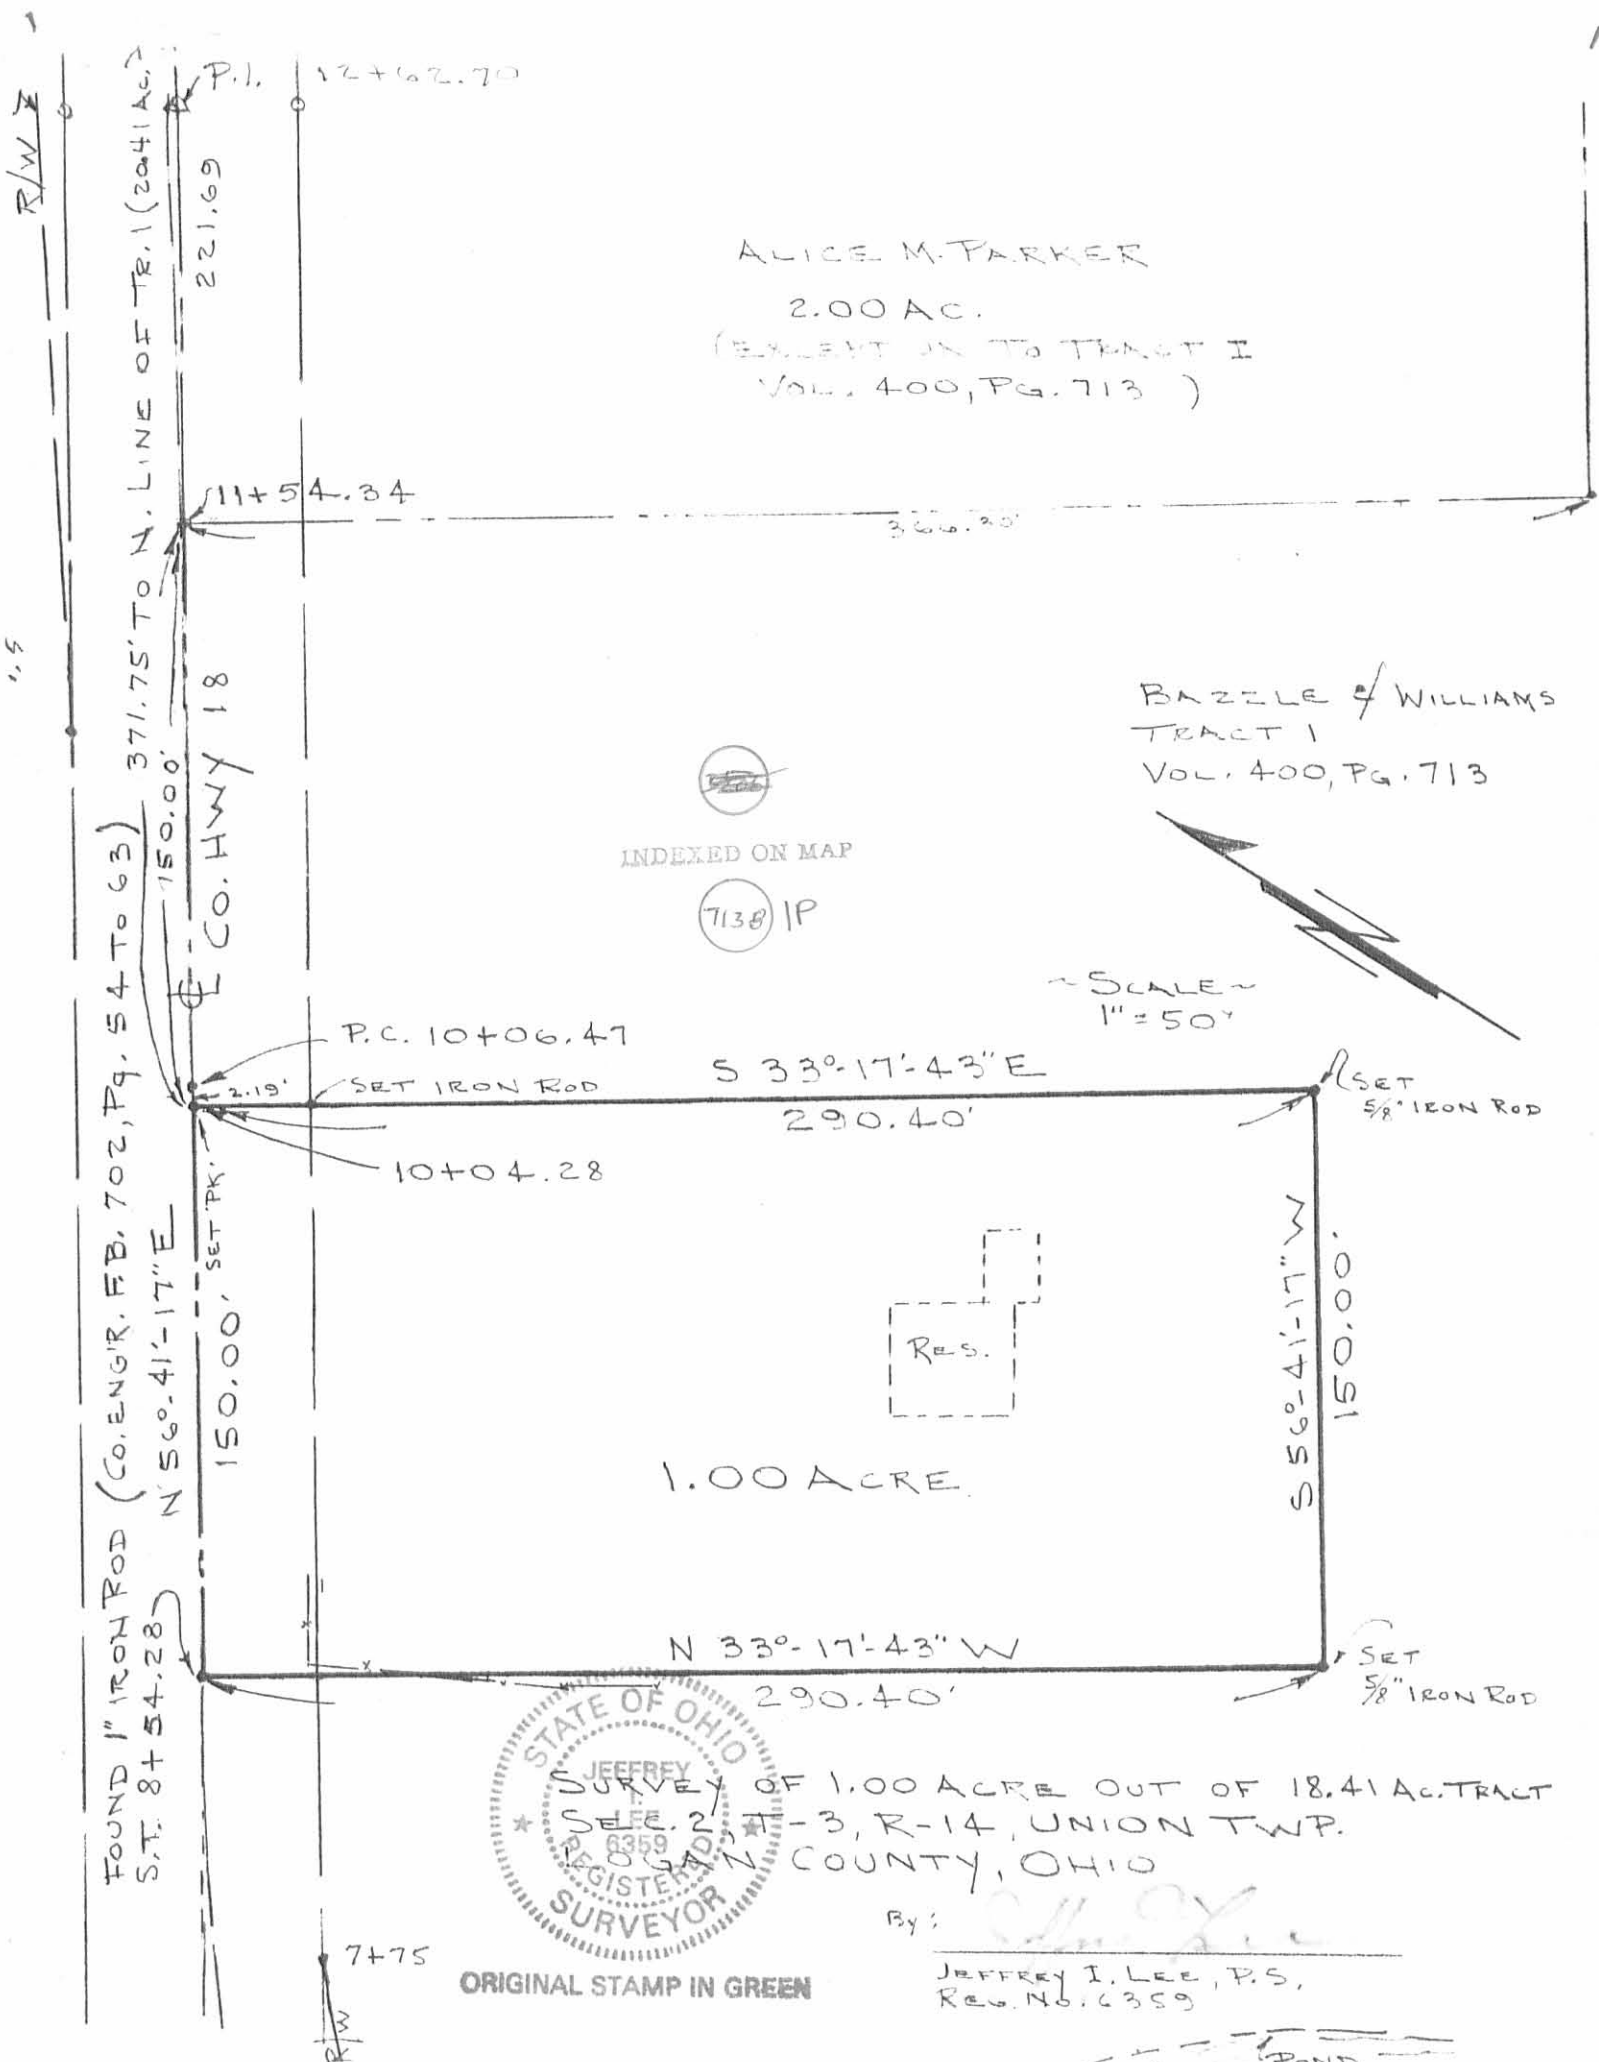 R/W
P.I.
12+62.70
371.75' TO N. LINE OF TR. 1 (20.41 AC.)
221.69
ALICE M. PARKER
2.00 AC.
TO TRACT I
VOL. 400, PG. 713 )
11+54.34
366.30'
150.00'
℄ CO. HWY 18
BAZZLE & WILLIAMS
TRACT 1
VOL. 400, PG. 713
INDEXED ON MAP
713B 1P
~SCALE~
1"=50'
P.C. 10+06.47
2.19'
SET IRON ROD
S 33°-17'-43" E
290.40'
SET
5/8" IRON ROD
10+04.28
SET PK.
FOUND 1" IRON ROD (CO. ENG'R. F.B. 702, Pg. 54 TO 63)
S.T. 8+54.28
N 56°-41'-17" E
150.00'
RES.
S 56°-41'-17" W
150.00'
1.00 ACRE
N 33°-17'-43" W
290.40'
SET
5/8" IRON ROD
STATE OF OHIO
JEFFREY
I.
LEE
6359
REGISTERED
SURVEYOR
SURVEY OF 1.00 ACRE OUT OF 18.41 AC. TRACT
SEC. 2, T-3, R-14, UNION TWP.
LOGAN COUNTY, OHIO
By:
JEFFREY I. LEE, P.S.
REG. NO. 6359
ORIGINAL STAMP IN GREEN
7+75
R/W
POND